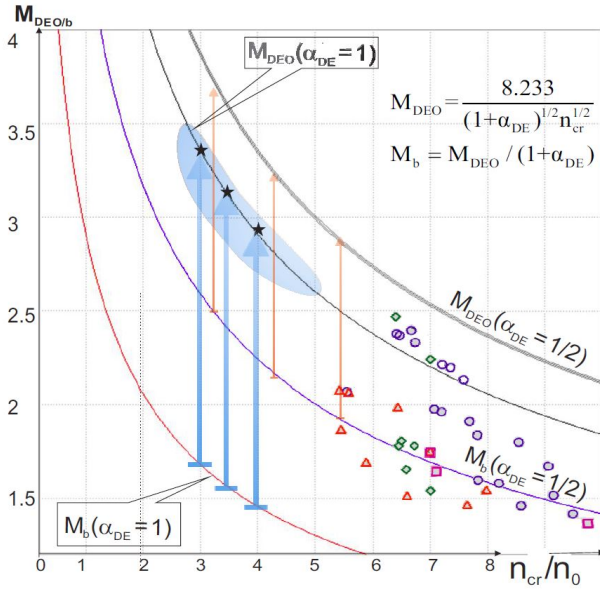 M_DEO/b
4
M_DEO(α_DE=1)
M_DEO = 8.233 / (1+α_DE)^1/2 n_cr^1/2
3.5
M_b = M_DEO / (1+α_DE)
3
M_DEO(α_DE=1/2)
2.5
2
M_b(α_DE=1/2)
M_b(α_DE=1)
1.5
0 1 2 3 4 5 6 7 8 9
n_cr/n_0